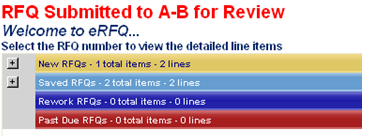 RFQ Submitted to A-B for Review
Welcome to eRFQ...
Select the RFQ number to view the detailed line items
New RFQs - 1 total items - 2 lines
Saved RFQs - 2 total items - 2 lines
Rework RFQs - 0 total items - 0 lines
Past Due RFQs - 0 total items - 0 lines